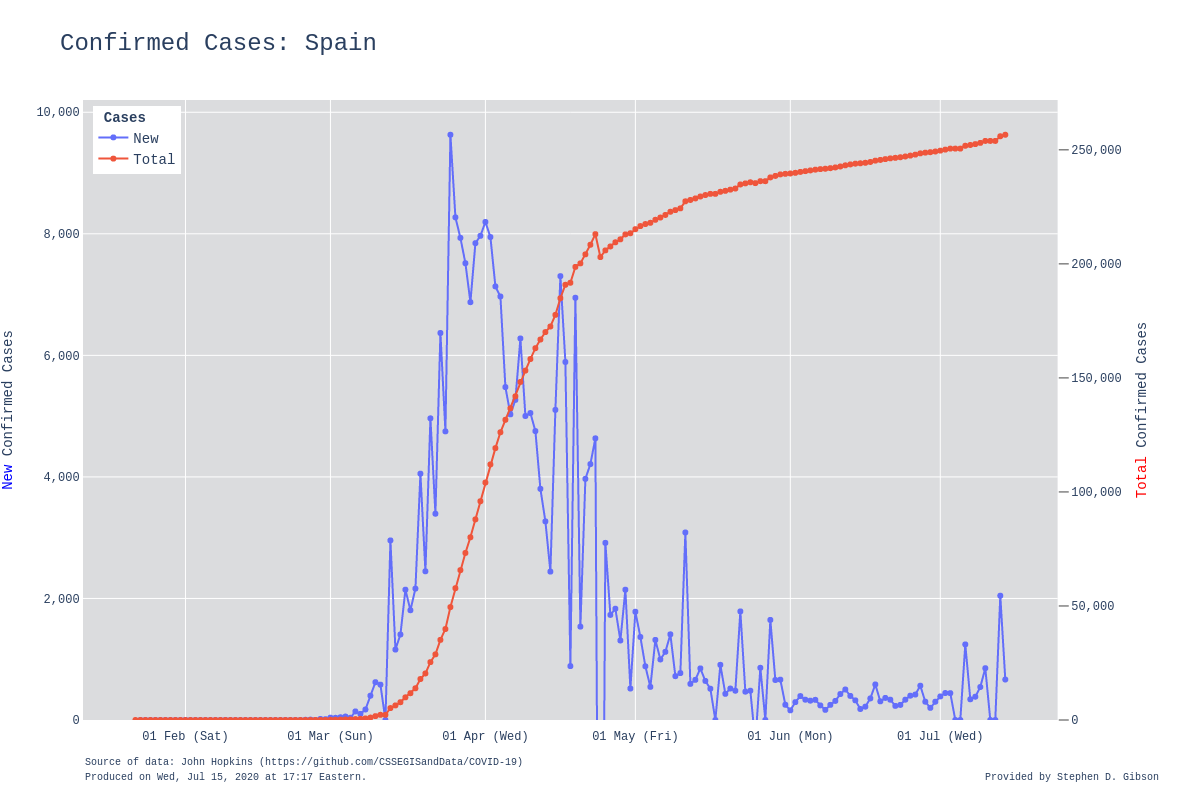 Confirmed Cases: Spain
Cases
New
Total
10,000
8,000
6,000
4,000
2,000
0
250,000
200,000
150,000
100,000
50,000
0
New Confirmed Cases
Total Confirmed Cases
01 Feb (Sat)
01 Mar (Sun)
01 Apr (Wed)
01 May (Fri)
01 Jun (Mon)
01 Jul (Wed)
Source of data: John Hopkins (https://github.com/CSSEGISandData/COVID-19)
Produced on Wed, Jul 15, 2020 at 17:17 Eastern.
Provided by Stephen D. Gibson